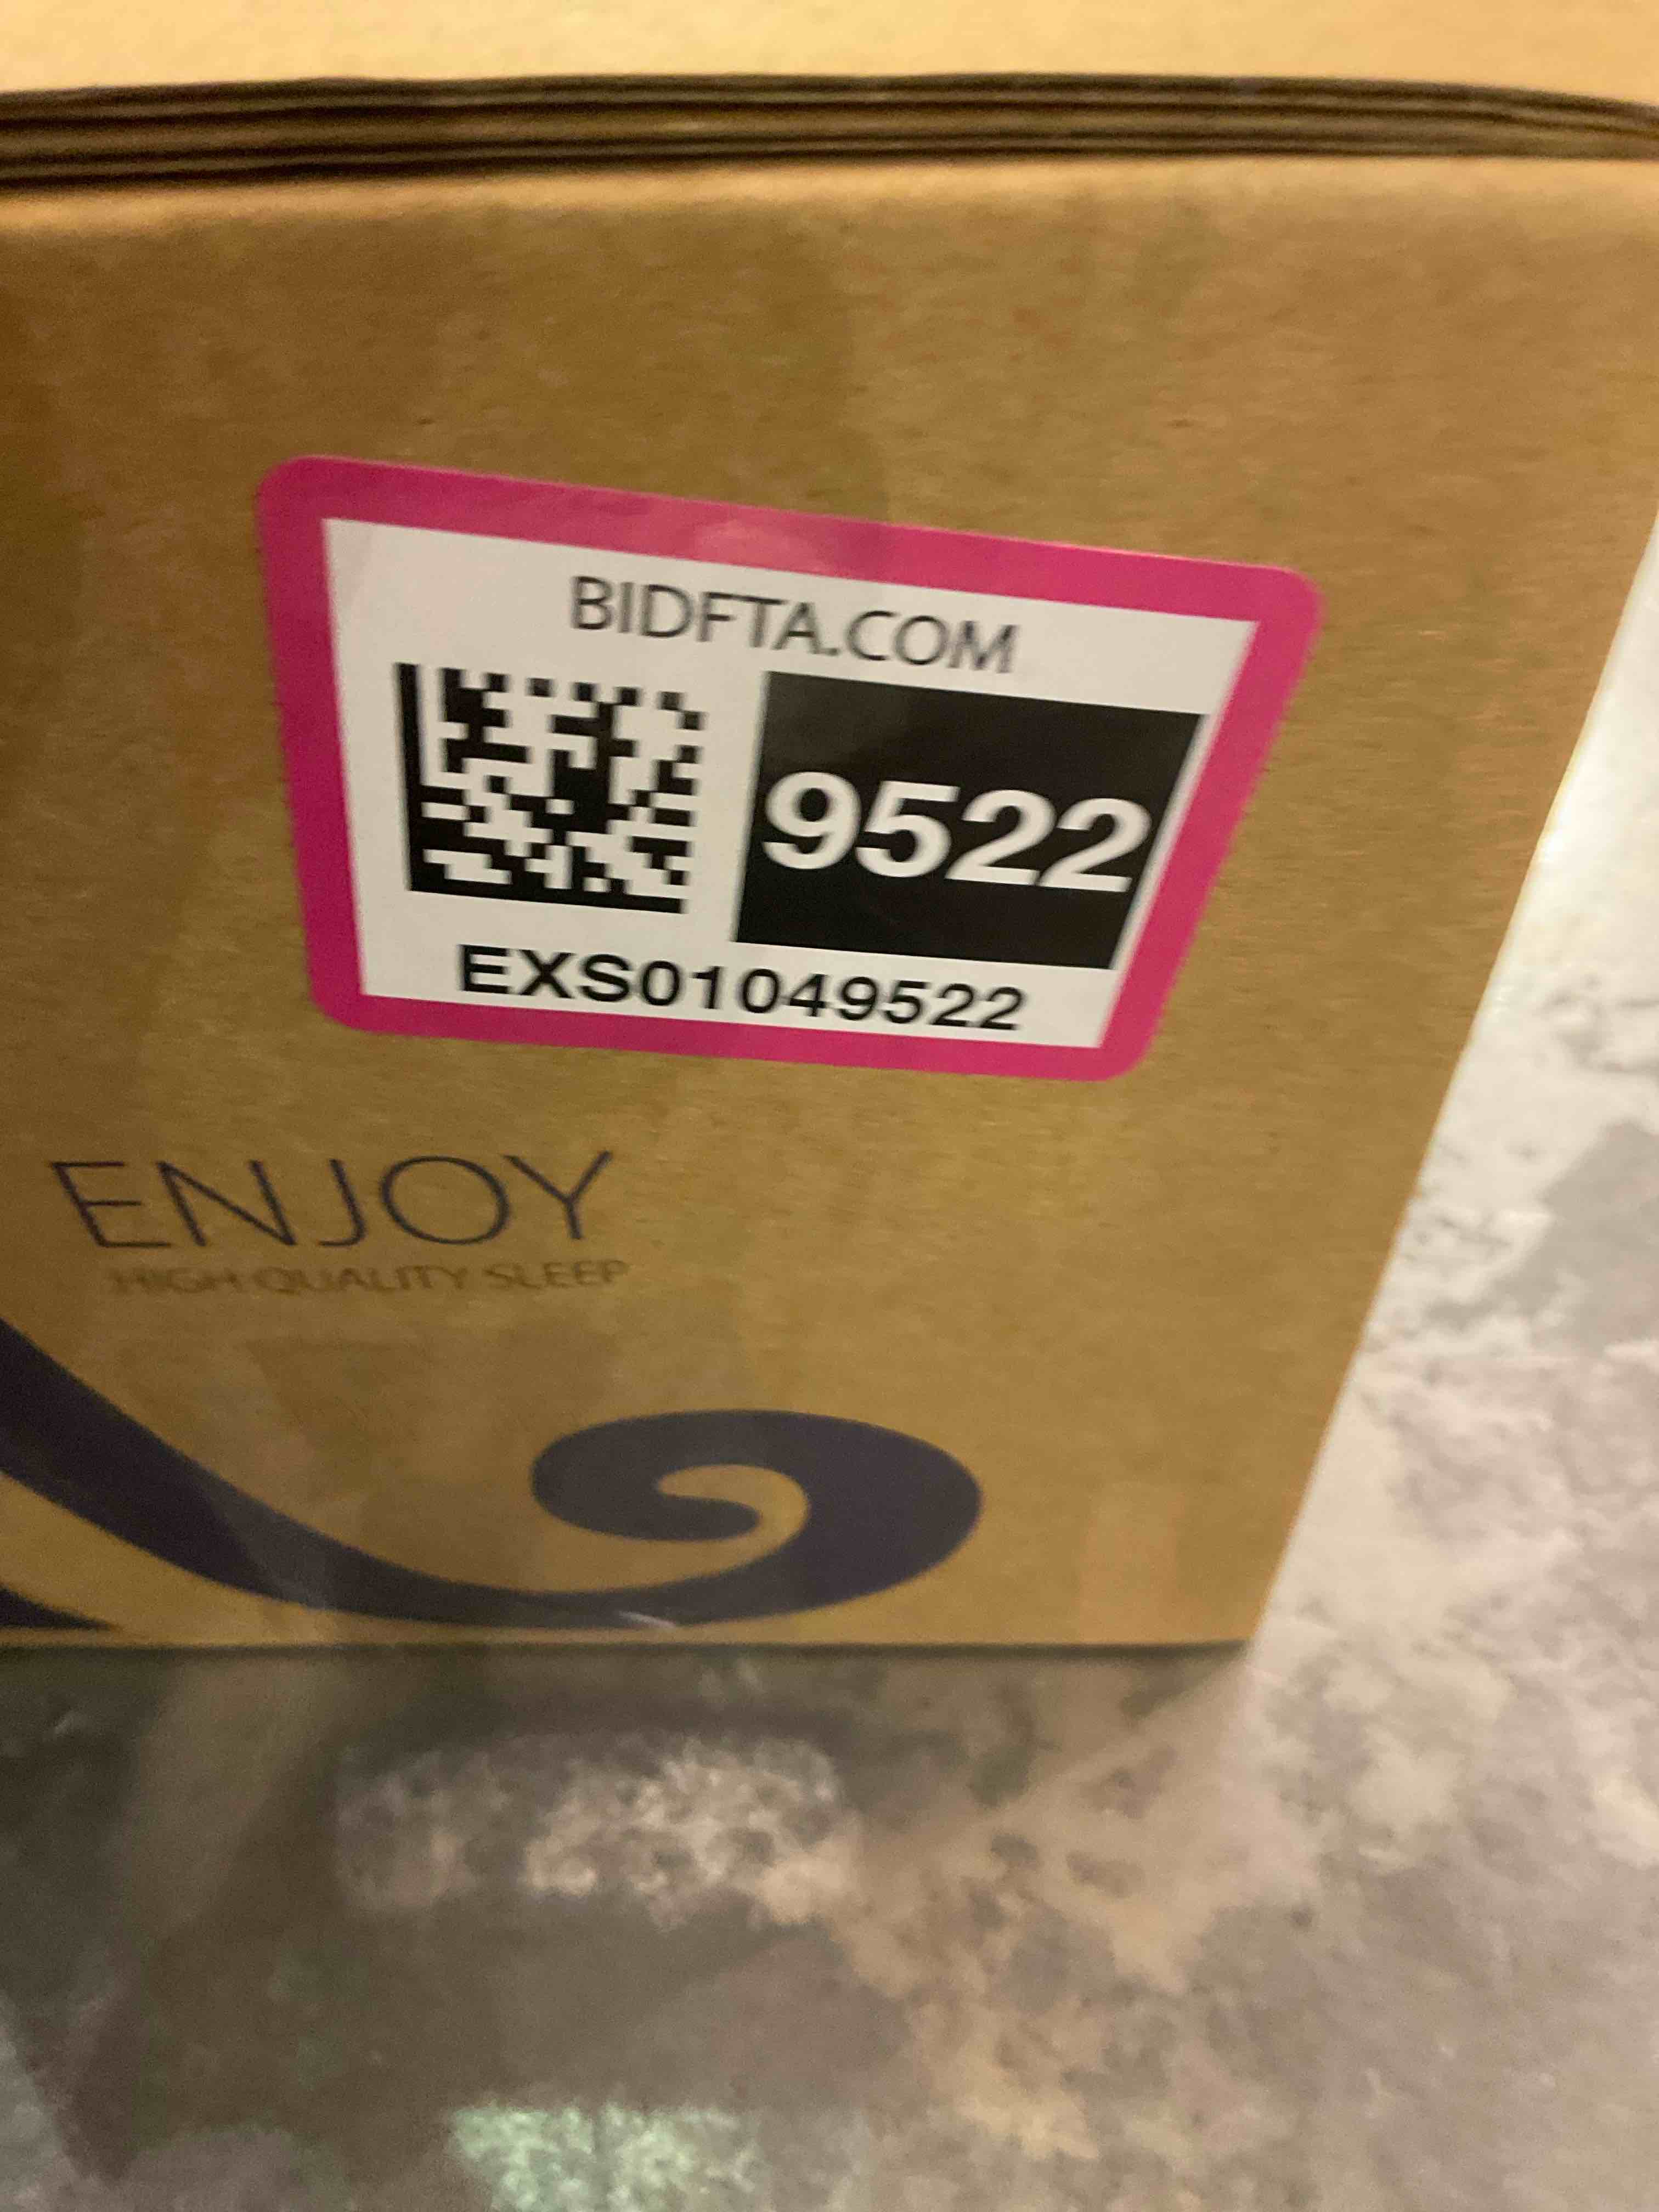 BIDFTA.COM
9522
EXS01049522
ENJOY
HIGH QUALITY SLEEP